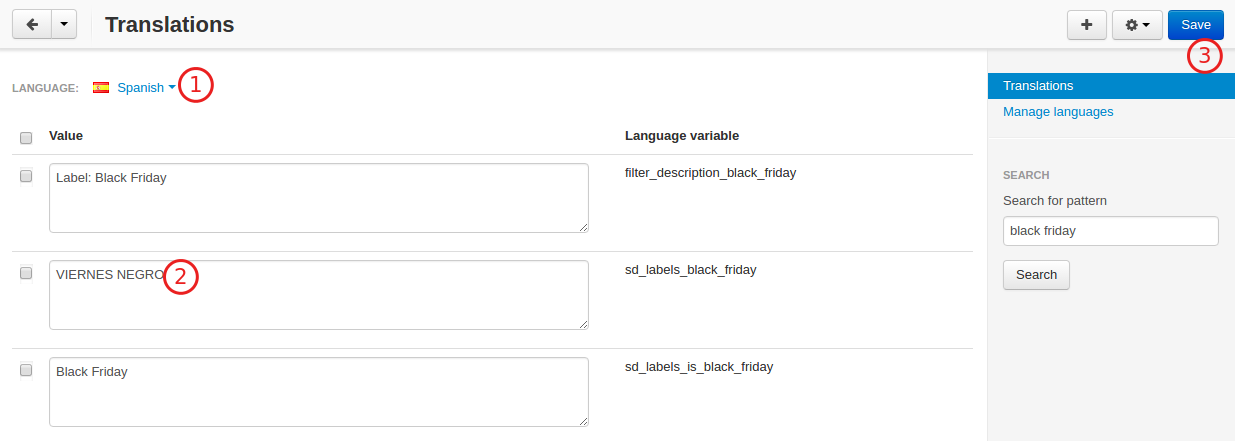 Translations
Save
3
LANGUAGE: Spanish 1
Value Language variable
Label: Black Friday filter_description_black_friday
VIERNES NEGRO 2 sd_labels_black_friday
Black Friday sd_labels_is_black_friday
Translations
Manage languages
SEARCH
Search for pattern
black friday
Search